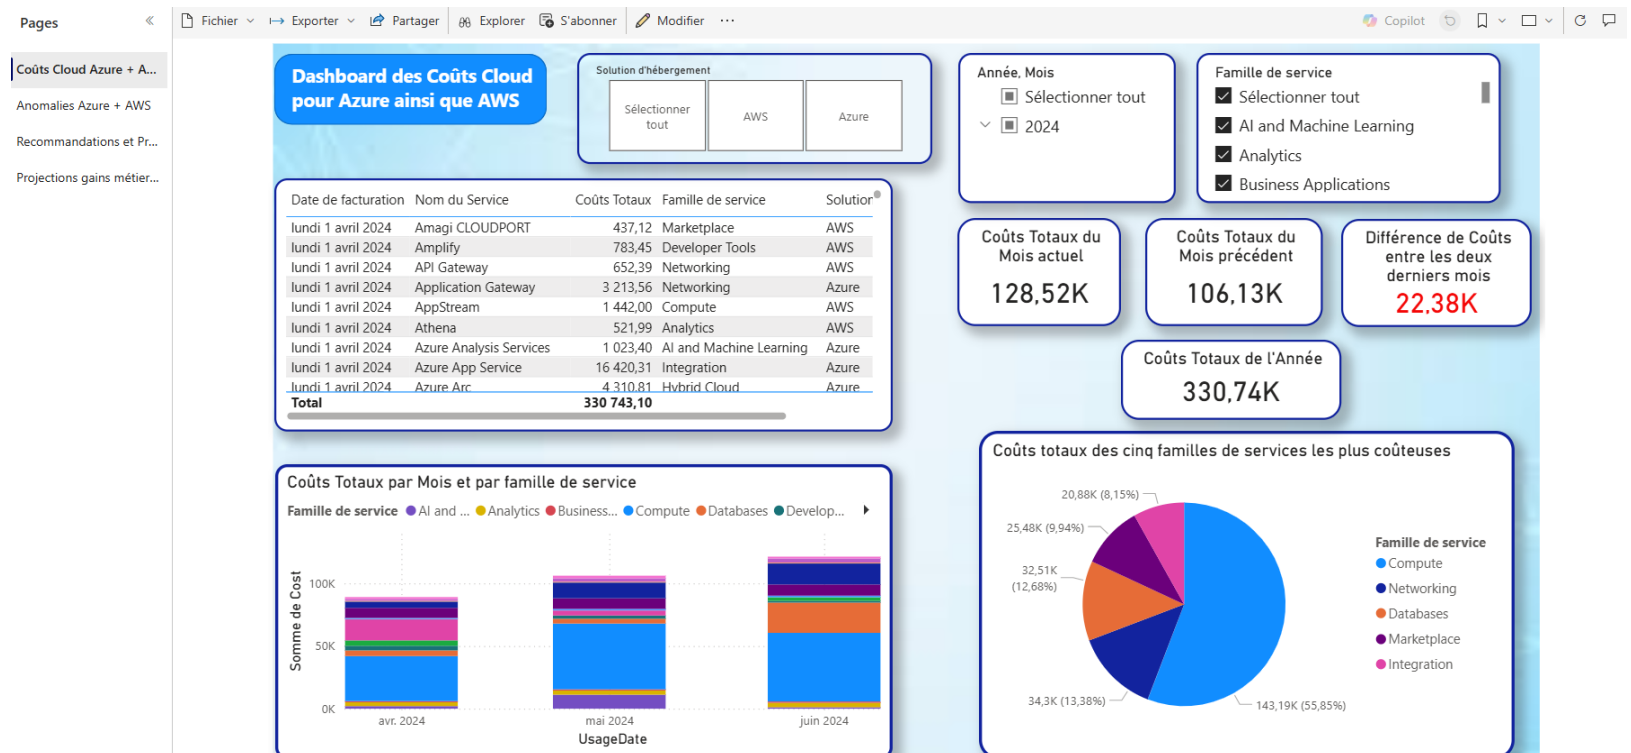 Pages
Coûts Cloud Azure + A...
Anomalies Azure + AWS
Recommandations et Pr...
Projections gains métier...
Fichier Exporter Partager Explorer S'abonner Modifier ...
Copilot
Dashboard des Coûts Cloud
pour Azure ainsi que AWS
Solution d'hébergement
Sélectionner
tout
AWS
Azure
Année, Mois
Sélectionner tout
2024
Famille de service
Sélectionner tout
AI and Machine Learning
Analytics
Business Applications
Date de facturation Nom du Service Coûts Totaux Famille de service Solution
lundi 1 avril 2024 Amagi CLOUDPORT 437,12 Marketplace AWS
lundi 1 avril 2024 Amplify 783,45 Developer Tools AWS
lundi 1 avril 2024 API Gateway 652,39 Networking AWS
lundi 1 avril 2024 Application Gateway 3 213,56 Networking Azure
lundi 1 avril 2024 AppStream 1 442,00 Compute AWS
lundi 1 avril 2024 Athena 521,99 Analytics AWS
lundi 1 avril 2024 Azure Analysis Services 1 023,40 AI and Machine Learning Azure
lundi 1 avril 2024 Azure App Service 16 420,31 Integration Azure
lundi 1 avril 2024 Azure Arc 4 310,81 Hybrid Cloud Azure
Total 330 743,10
Coûts Totaux du
Mois actuel
128,52K
Coûts Totaux du
Mois précédent
106,13K
Différence de Coûts
entre les deux
derniers mois
22,38K
Coûts Totaux de l'Année
330,74K
Coûts Totaux par Mois et par famille de service
Famille de service AI and ... Analytics Business... Compute Databases Develop...
Somme de Cost
100K
50K
0K
avr. 2024 mai 2024 juin 2024
UsageDate
Coûts totaux des cinq familles de services les plus coûteuses
20,88K (8,15%)
25,48K (9,94%)
32,51K
(12,68%)
34,3K (13,38%)
143,19K (55,85%)
Famille de service
Compute
Networking
Databases
Marketplace
Integration